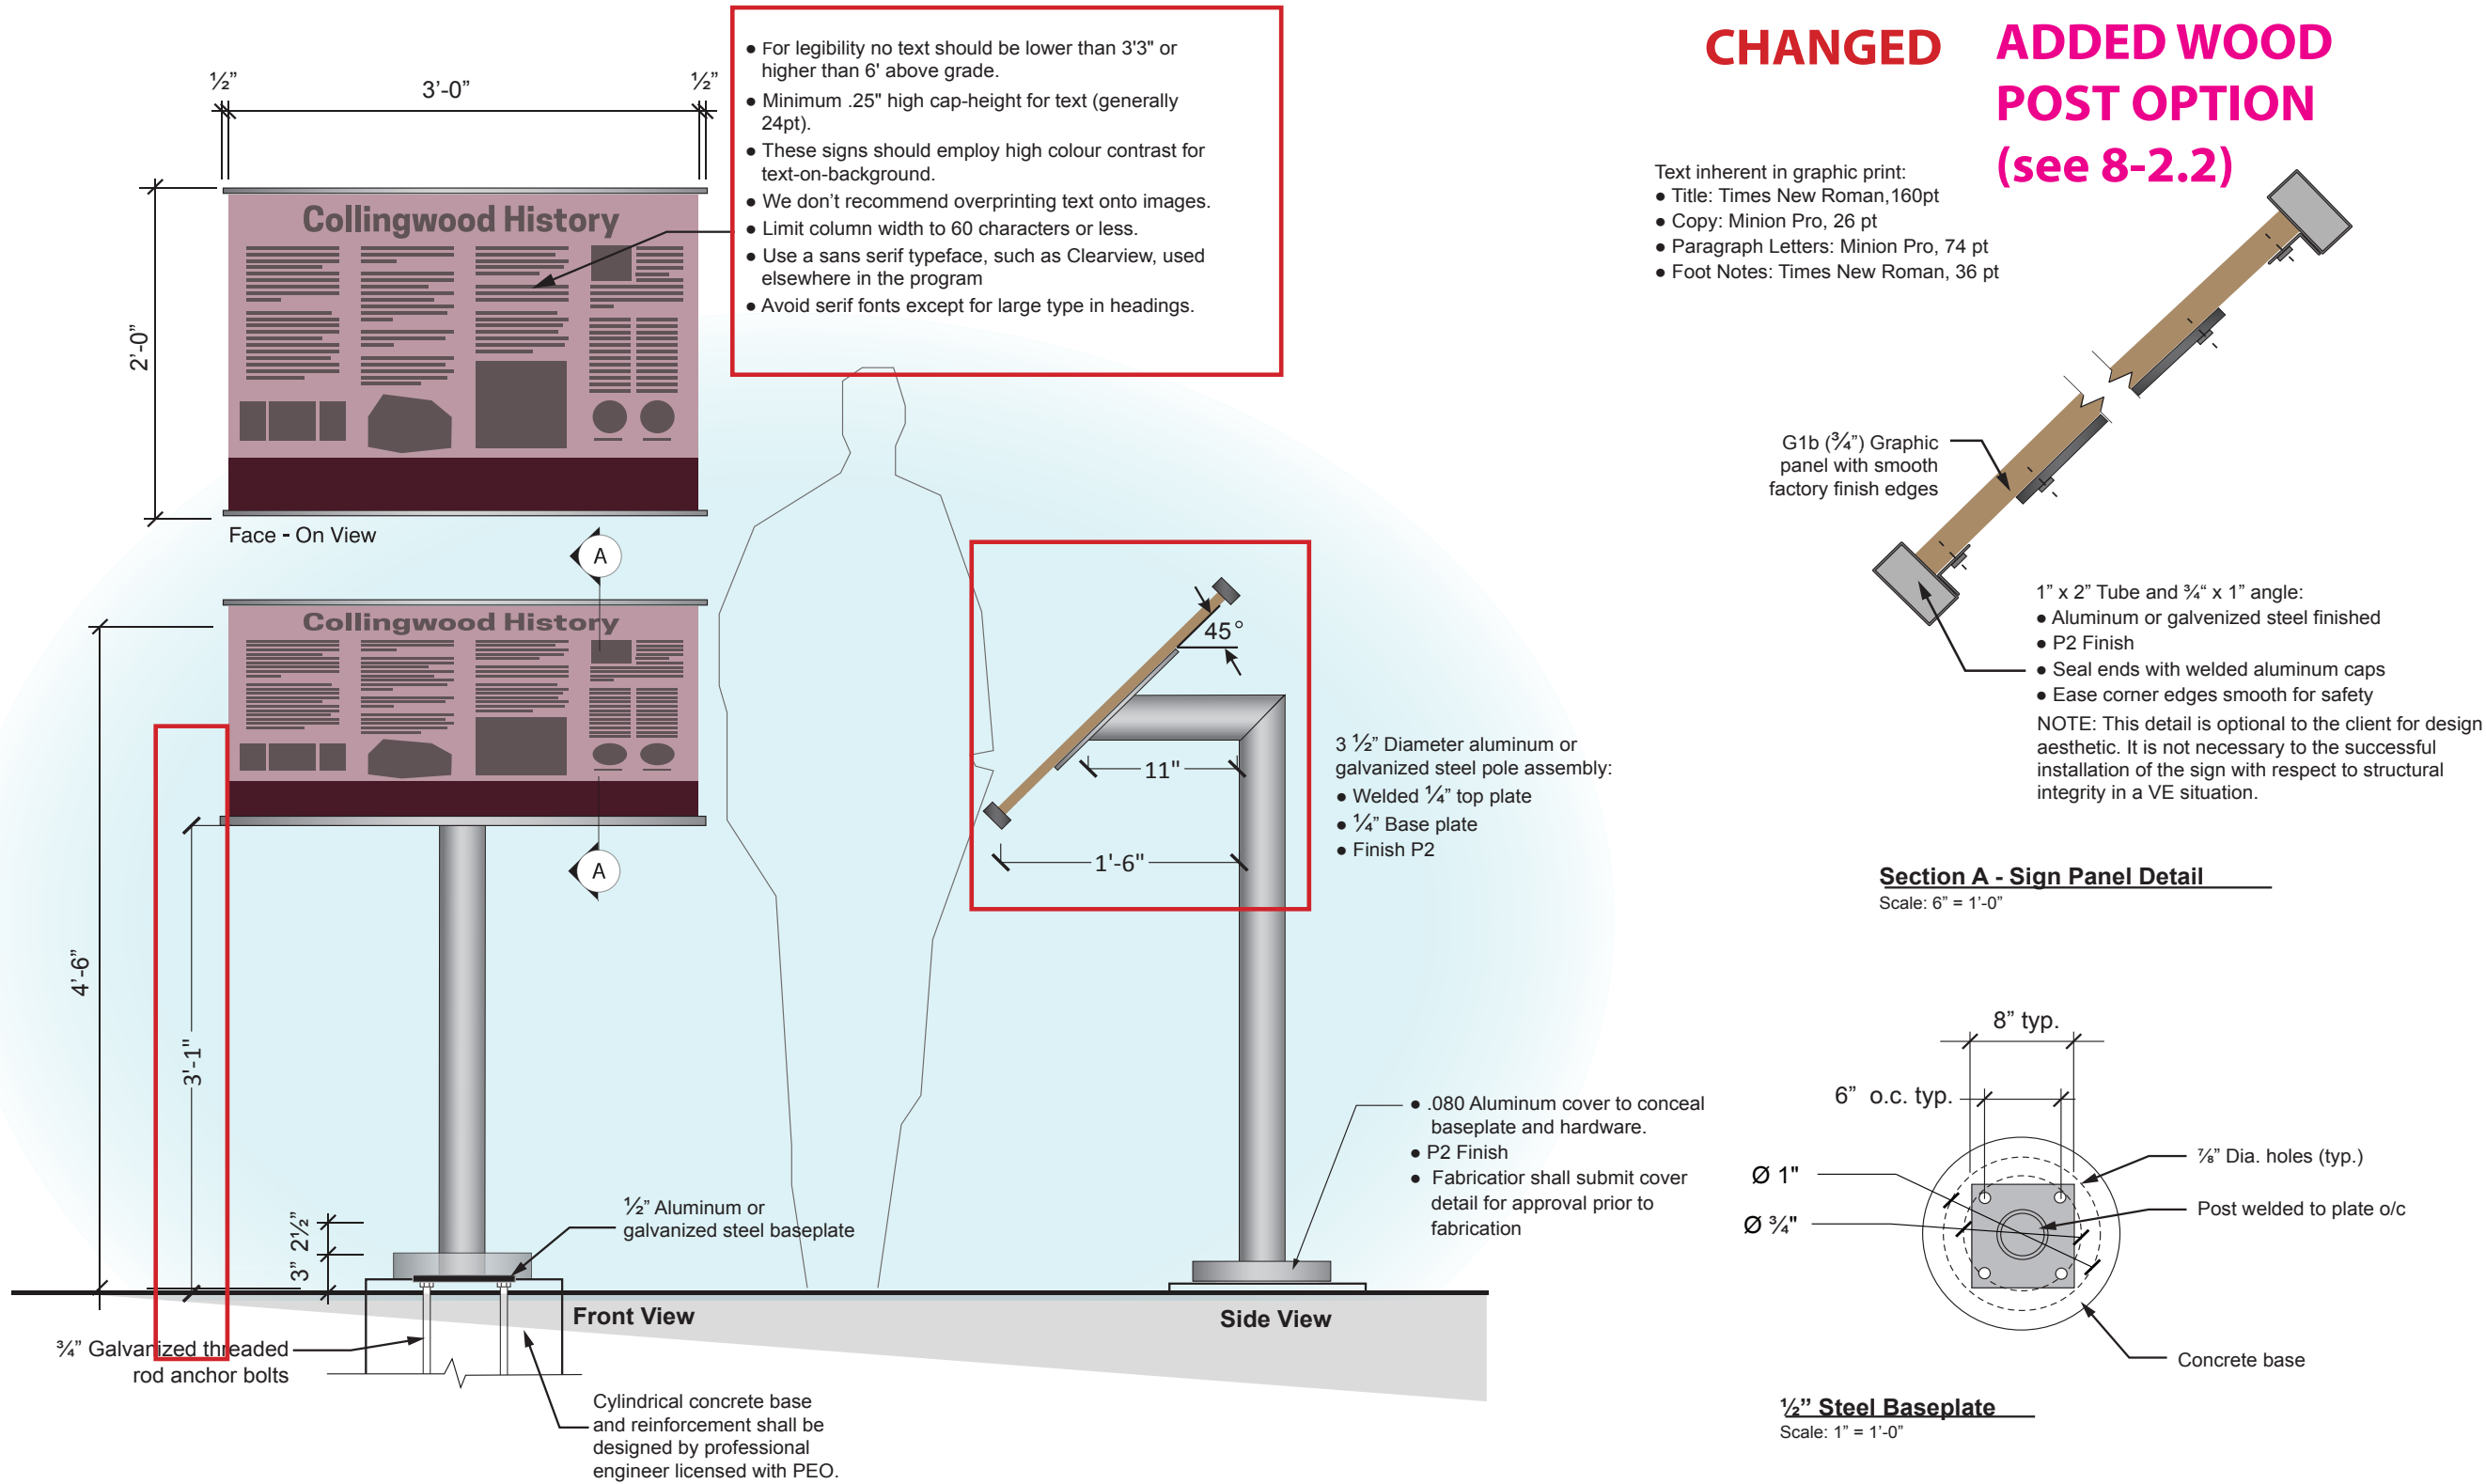 CHANGED
ADDED WOOD
POST OPTION
(see 8-2.2)
½”
3’-0”
½”
2’-0”
Collingwood History
Face - On View
● For legibility no text should be lower than 3'3" or
higher than 6' above grade.
● Minimum .25" high cap-height for text (generally
24pt).
● These signs should employ high colour contrast for
text-on-background.
● We don’t recommend overprinting text onto images.
● Limit column width to 60 characters or less.
● Use a sans serif typeface, such as Clearview, used
elsewhere in the program
● Avoid serif fonts except for large type in headings.
Text inherent in graphic print:
● Title: Times New Roman,160pt
● Copy: Minion Pro, 26 pt
● Paragraph Letters: Minion Pro, 74 pt
● Foot Notes: Times New Roman, 36 pt
G1b (¾”) Graphic
panel with smooth
factory finish edges
1” x 2” Tube and ¾“ x 1” angle:
● Aluminum or galvenized steel finished
● P2 Finish
● Seal ends with welded aluminum caps
● Ease corner edges smooth for safety
NOTE: This detail is optional to the client for design
aesthetic. It is not necessary to the successful
installation of the sign with respect to structural
integrity in a VE situation.
Section A - Sign Panel Detail
Scale: 6” = 1’-0”
A
Collingwood History
A
4’-6”
3'-1"
3”
2½”
45°
11"
1'-6"
3 ½” Diameter aluminum or
galvanized steel pole assembly:
● Welded ¼” top plate
● ¼” Base plate
● Finish P2
● .080 Aluminum cover to conceal
baseplate and hardware.
● P2 Finish
● Fabricatior shall submit cover
detail for approval prior to
fabrication
½” Aluminum or
galvanized steel baseplate
Front View
Side View
¾” Galvanized threaded
rod anchor bolts
Cylindrical concrete base
and reinforcement shall be
designed by professional
engineer licensed with PEO.
8” typ.
6” o.c. typ.
Ø 1"
Ø ¾"
⅞” Dia. holes (typ.)
Post welded to plate o/c
Concrete base
½” Steel Baseplate
Scale: 1” = 1’-0”